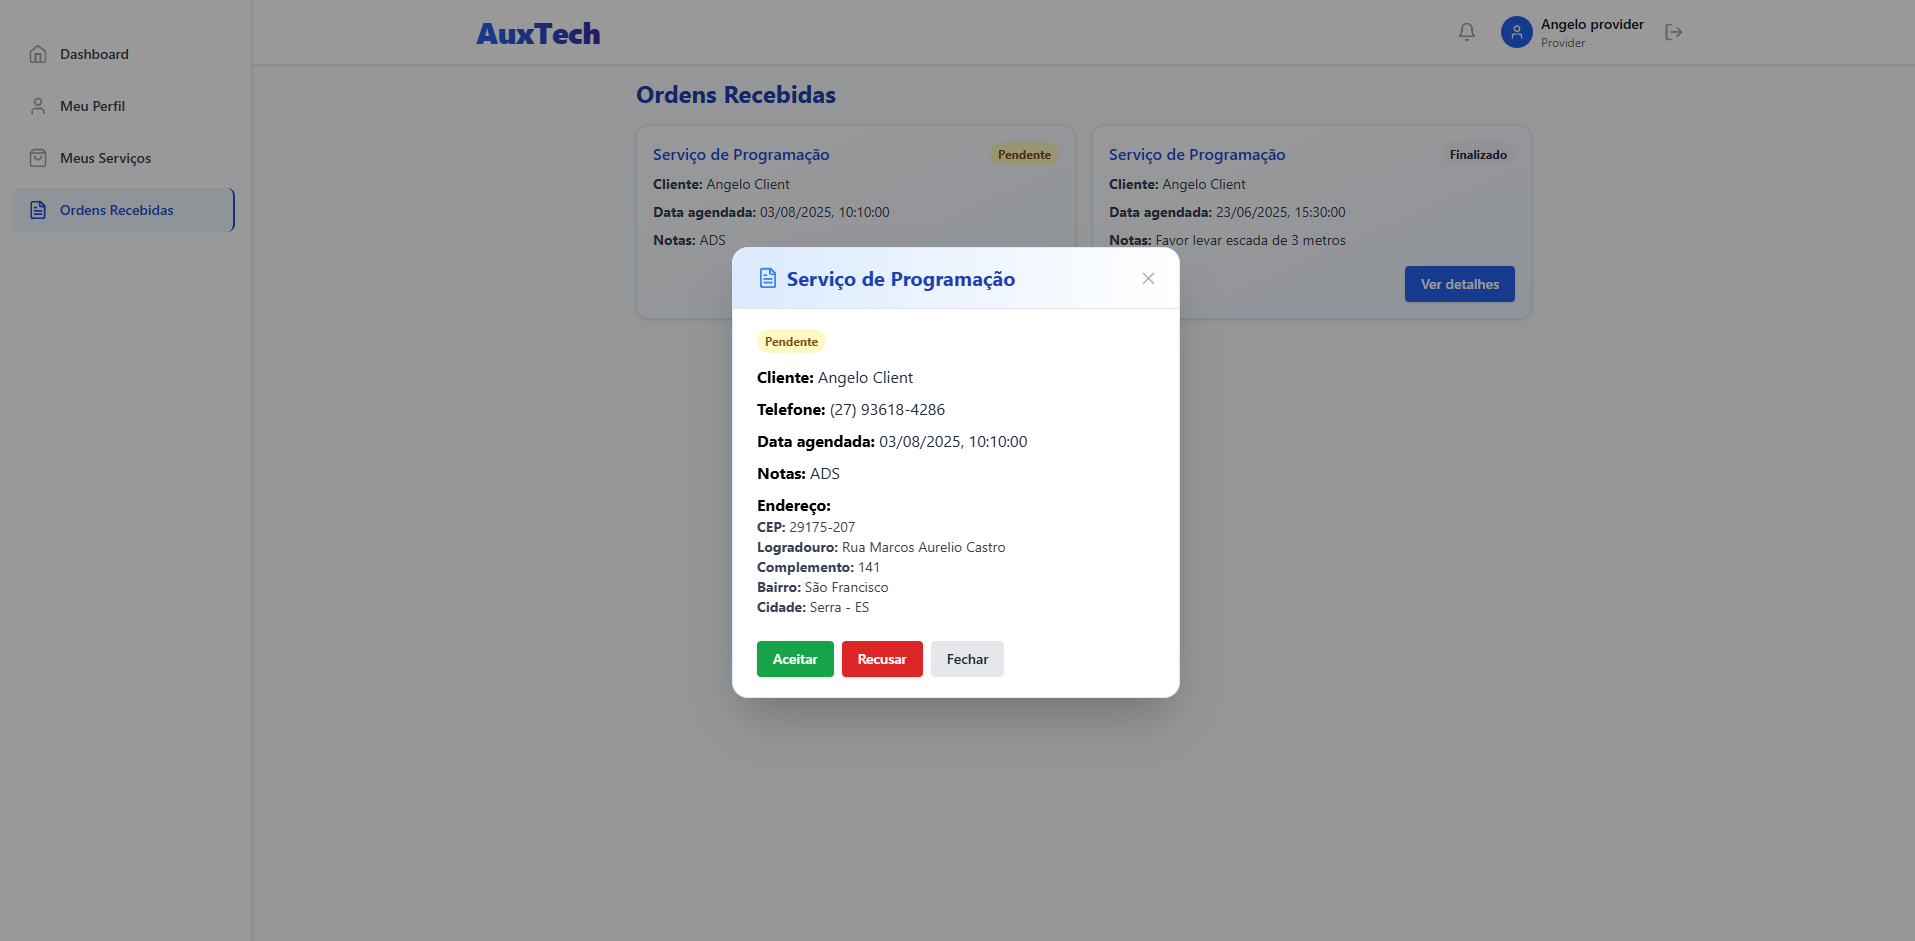 Dashboard
Meu Perfil
Meus Serviços
Ordens Recebidas
AuxTech
Angelo provider
Provider
Ordens Recebidas
Serviço de Programação
Pendente
Cliente: Angelo Client
Data agendada: 03/08/2025, 10:10:00
Notas: ADS
Serviço de Programação
Finalizado
Cliente: Angelo Client
Data agendada: 23/06/2025, 15:30:00
Notas: Favor levar escada de 3 metros
Ver detalhes
Serviço de Programação
Pendente
Cliente: Angelo Client
Telefone: (27) 93618-4286
Data agendada: 03/08/2025, 10:10:00
Notas: ADS
Endereço:
CEP: 29175-207
Logradouro: Rua Marcos Aurelio Castro
Complemento: 141
Bairro: São Francisco
Cidade: Serra - ES
Aceitar
Recusar
Fechar